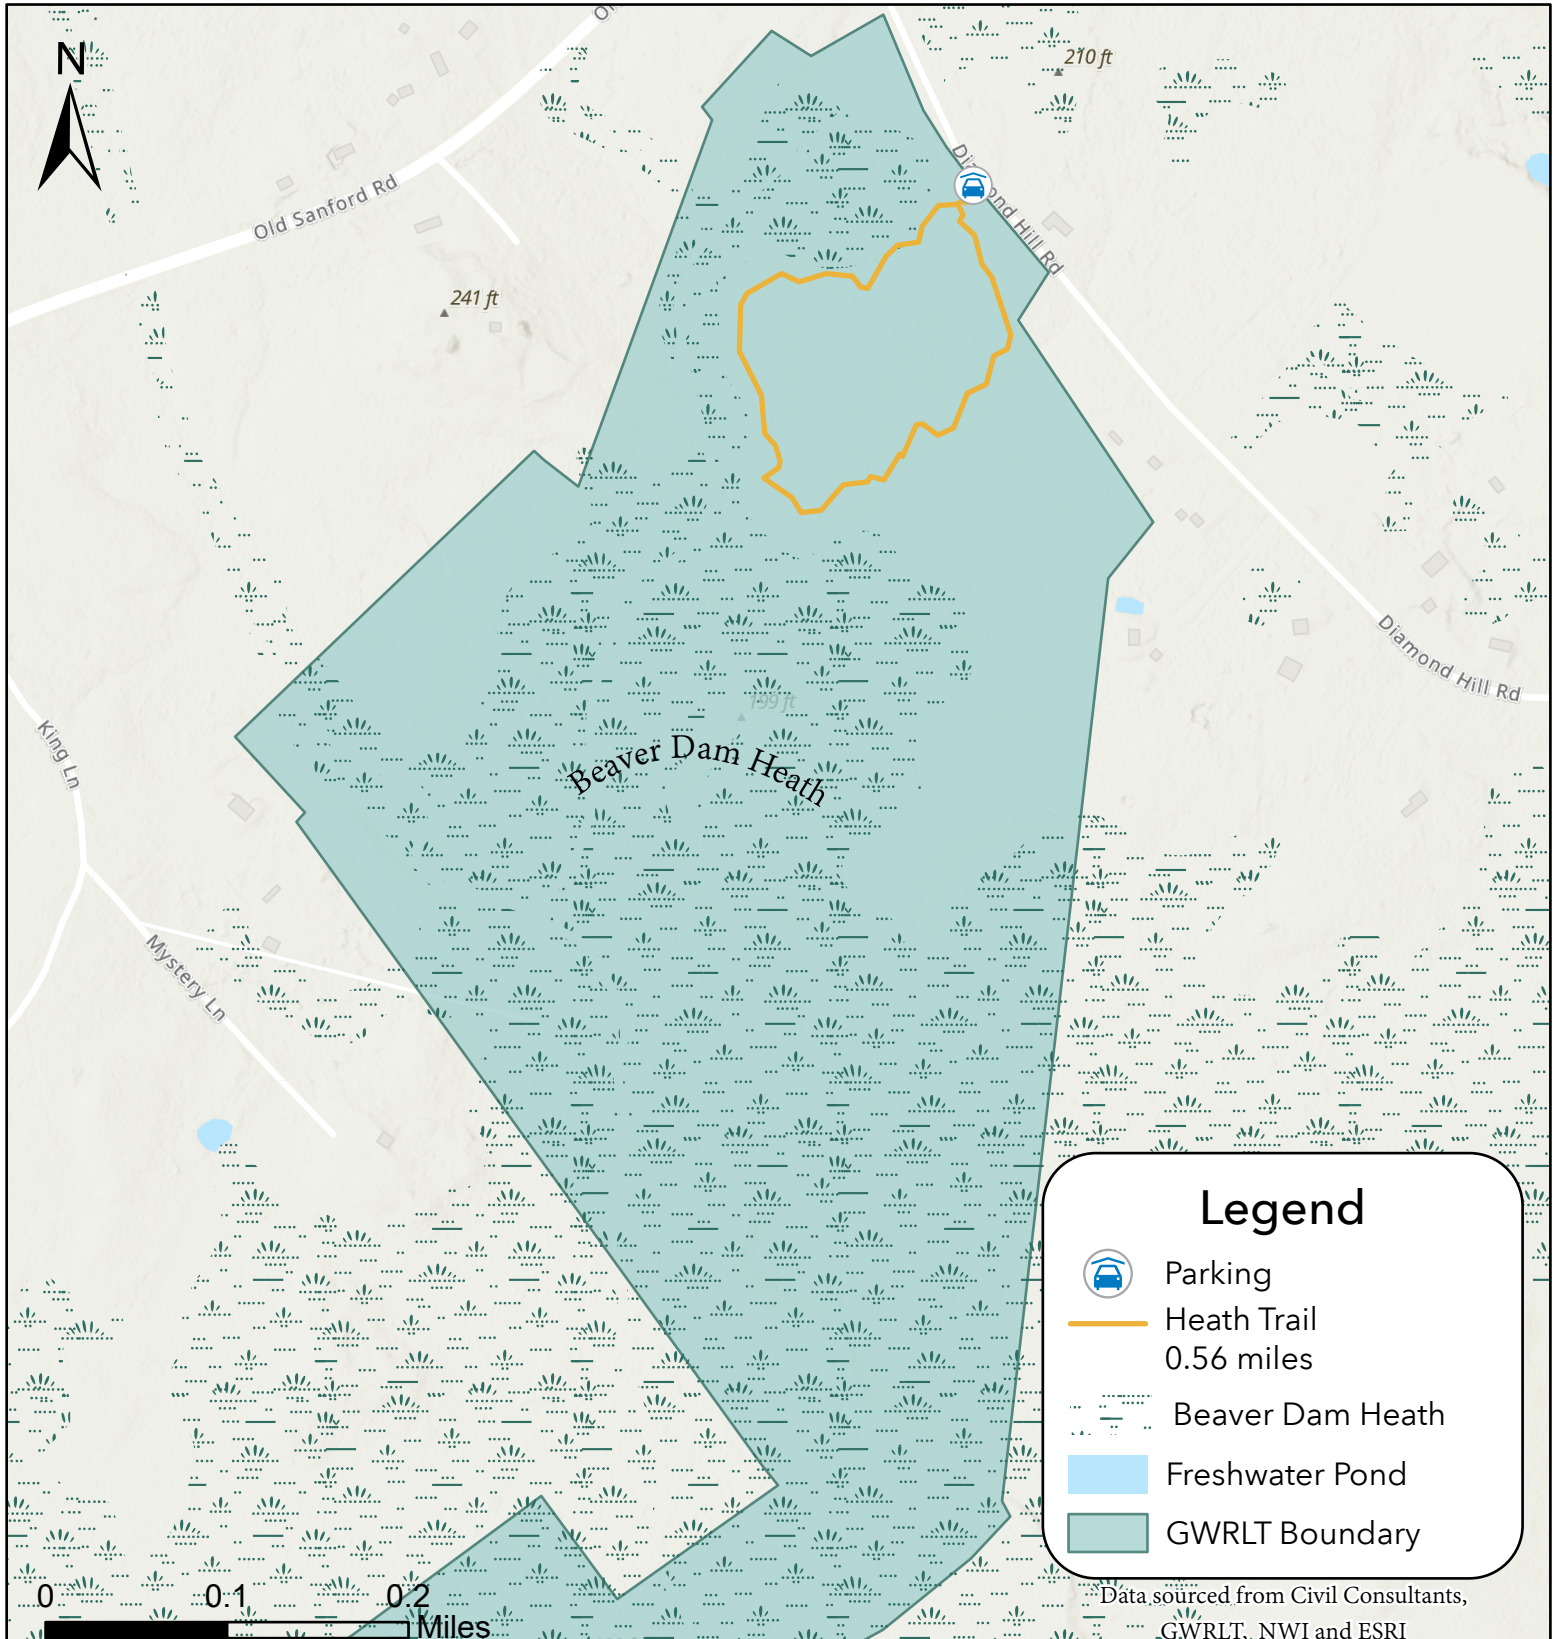 N
210 ft
Old Sanford Rd
Diamond Hill Rd
241 ft
Diamond Hill Rd
199 ft
King Ln
Beaver Dam Heath
Mystery Ln
Legend
Parking
Heath Trail
0.56 miles
Beaver Dam Heath
Freshwater Pond
GWRLT Boundary
0 0.1 0.2
Miles
Data sourced from Civil Consultants,
GWRLT, NWI and ESRI